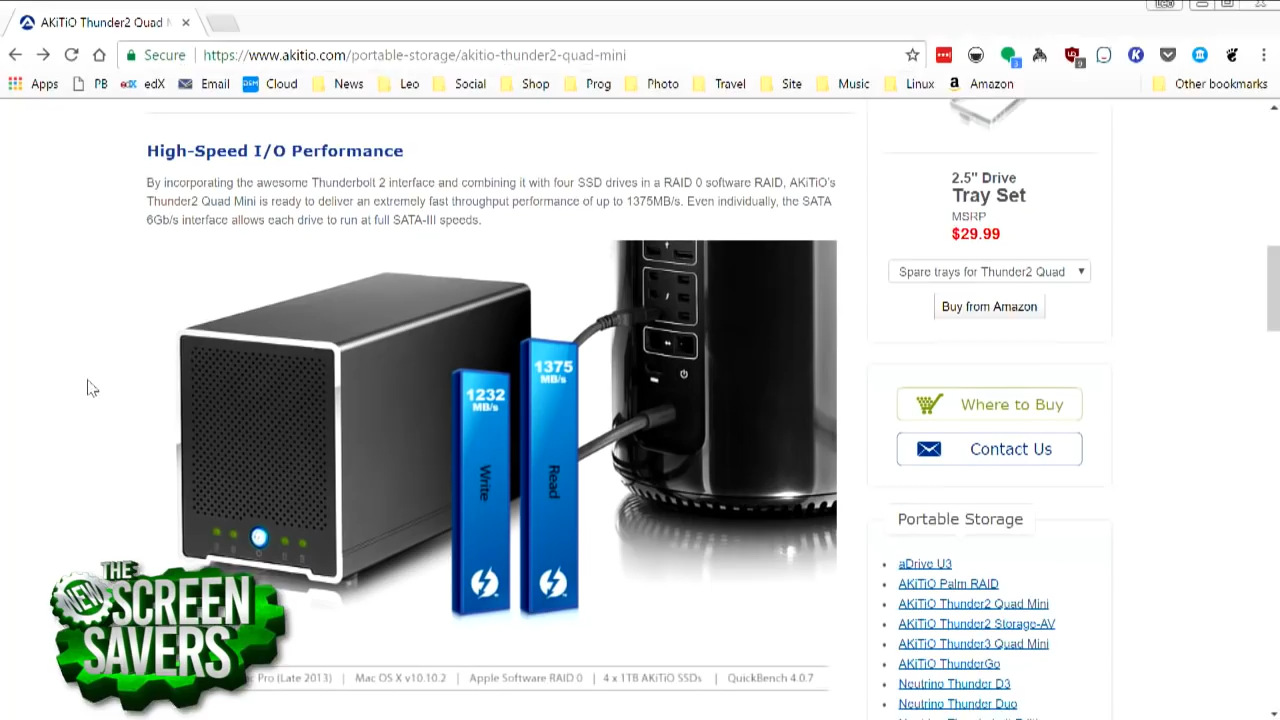 Leo
AKiTiO Thunder2 Quad M
Secure
https://www.akitio.com/portable-storage/akitio-thunder2-quad-mini
3
9
Apps
PB
edX
edX
Email
DSM
Cloud
News
Leo
Social
Shop
Prog
Photo
Travel
Site
Music
Linux
Amazon
Other bookmarks
High-Speed I/O Performance
By incorporating the awesome Thunderbolt 2 interface and combining it with four SSD drives in a RAID 0 software RAID, AKiTiO's
Thunder2 Quad Mini is ready to deliver an extremely fast throughput performance of up to 1375MB/s. Even individually, the SATA
6Gb/s interface allows each drive to run at full SATA-III speeds.
2.5" Drive
Tray Set
MSRP
$29.99
Spare trays for Thunder2 Quad
Buy from Amazon
1375
MB/s
1232
MB/s
Write
Read
Where to Buy
Contact Us
Portable Storage
aDrive U3
AKiTiO Palm RAID
AKiTiO Thunder2 Quad Mini
AKiTiO Thunder2 Storage-AV
AKiTiO Thunder3 Quad Mini
AKiTiO ThunderGo
Neutrino Thunder D3
Neutrino Thunder Duo
THE
NEW
SCREEN
SAVERS
Pro (Late 2013) | Mac OS X v10.10.2 | Apple Software RAID 0 | 4 x 1TB AKiTiO SSDs | QuickBench 4.0.7